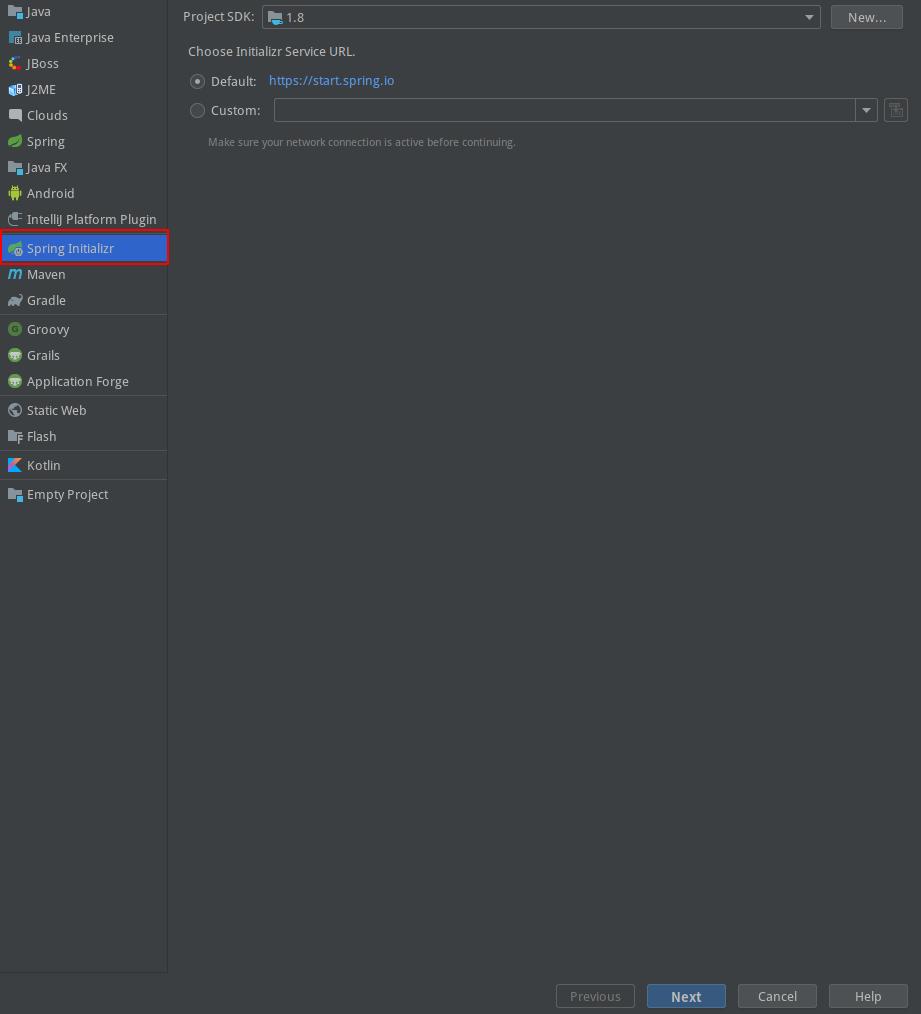 Java
Java Enterprise
JBoss
J2ME
Clouds
Spring
Java FX
Android
IntelliJ Platform Plugin
Spring Initializr
Maven
Gradle
Groovy
Grails
Application Forge
Static Web
Flash
Kotlin
Empty Project
Project SDK: 1.8 New...
Choose Initializr Service URL.
Default: https://start.spring.io
Custom:
Make sure your network connection is active before continuing.
Previous Next Cancel Help